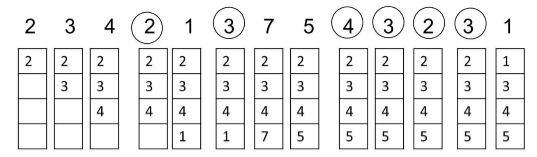 2 3 4 2 1 3 7 5 4 3 2 3 1
2 2 2 2 2 2 2 2 2 2 2 2 1
3 3 3 3 3 3 3 3 3 3 3 3
4 4 4 4 4 4 4 4 4 4 4
1 1 7 5 5 5 5 5 5